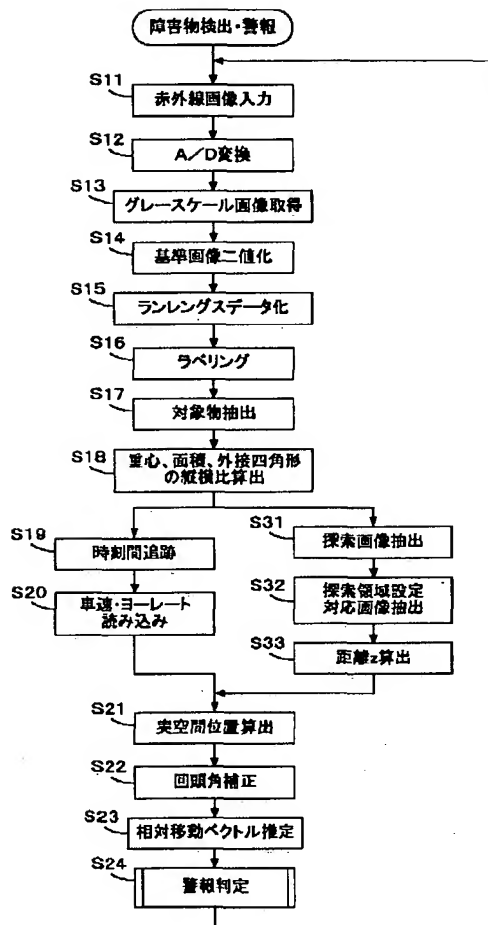 障害物検出・警報
S11
赤外線画像入力
S12
A/D変換
S13
グレースケール画像取得
S14
基準画像二値化
S15
ランレングスデータ化
S16
ラベリング
S17
対象物抽出
S18
重心、面積、外接四角形
の縦横比算出
S19
時刻間追跡
S20
車速・ヨーレート
読み込み
S31
探索画像抽出
S32
探索領域設定
対応画像抽出
S33
距離z算出
S21
実空間位置算出
S22
回頭角補正
S23
相対移動ベクトル推定
S24
警報判定